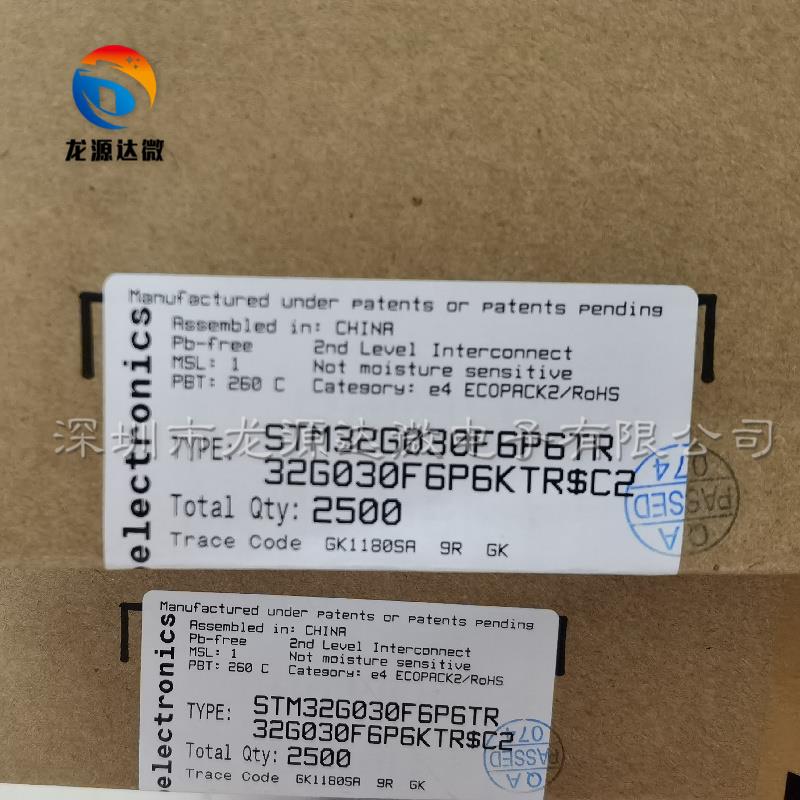 龙源达微
Manufactured under patents or patents pending
Assembled in: CHINA
Pb-free 2nd Level Interconnect
MSL: 1 Not moisture sensitive
PBT: 260 C Category: e4 ECOPACK2/RoHS
electronics
深圳市龙源达微电子有限公司
TYPE: STM32G030F6P6TR
32G030F6P6KTR$C2
Total Qty: 2500
Trace Code GK1180SA 9R GK
QA
PASSED
074
Manufactured under patents or patents pending
Assembled in: CHINA
Pb-free 2nd Level Interconnect
MSL: 1 Not moisture sensitive
PBT: 260 C Category: e4 ECOPACK2/RoHS
electronics
TYPE: STM32G030F6P6TR
32G030F6P6KTR$C2
Total Qty: 2500
Trace Code GK1180SA 9R GK
QA
PASSED
074